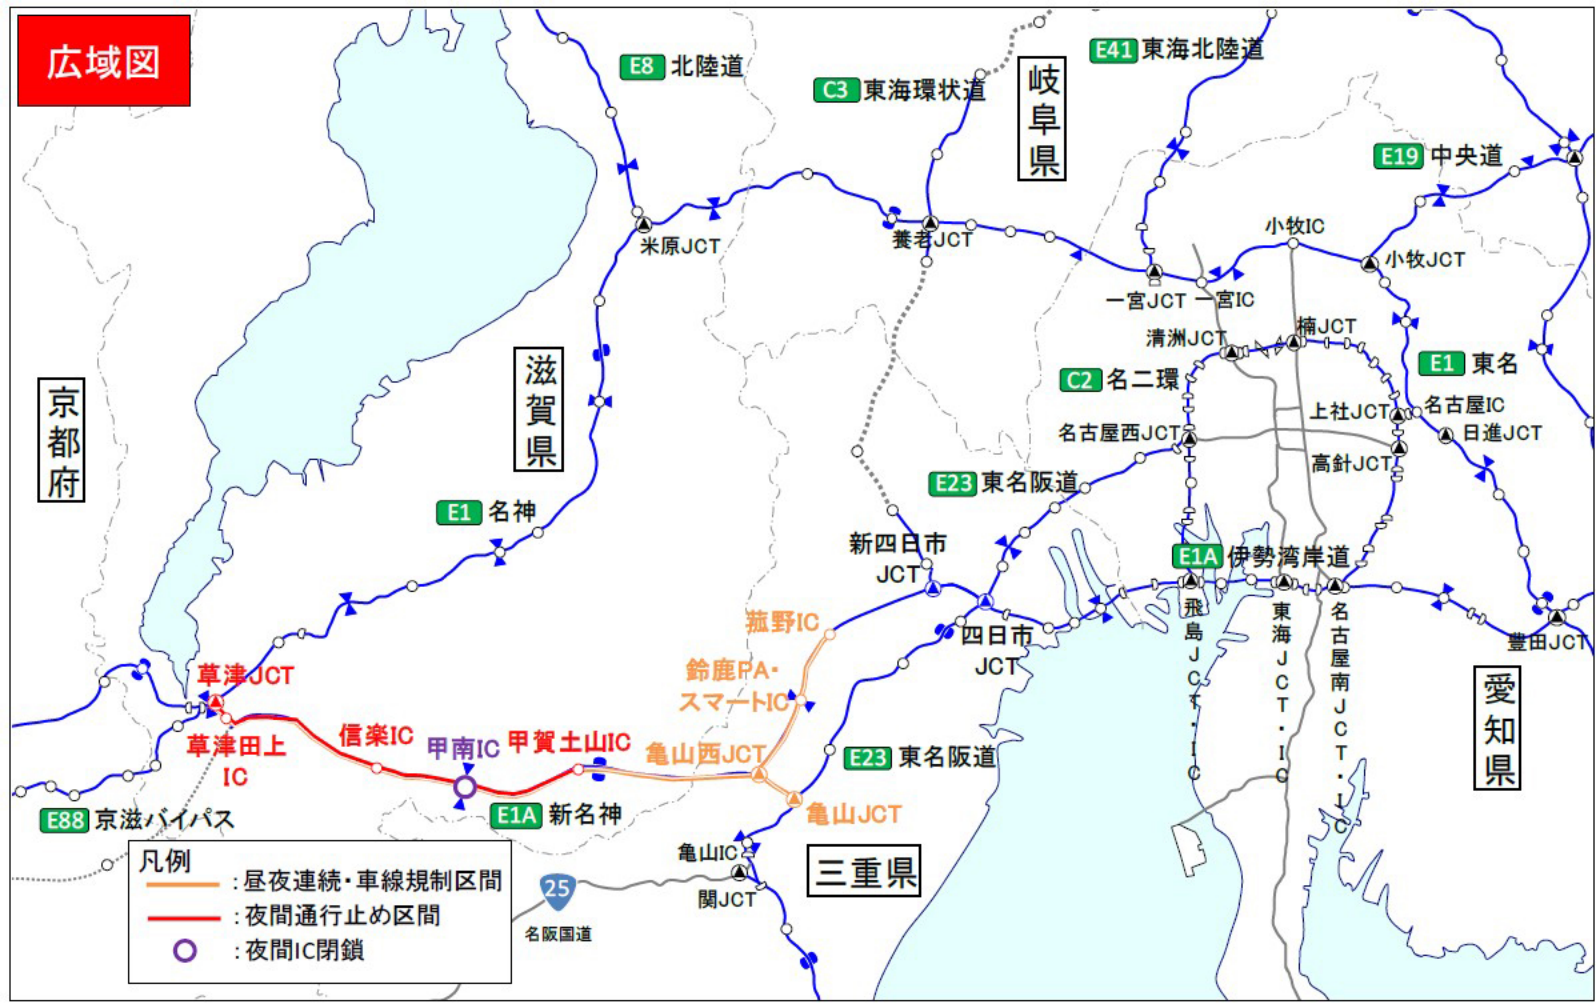 広域図
E8 北陸道
C3 東海環状道
岐阜県
E41 東海北陸道
E19 中央道
米原JCT
養老JCT
小牧IC
小牧JCT
一宮JCT
一宮IC
清洲JCT
楠JCT
E1 東名
C2 名二環
上社JCT
名古屋IC
日進JCT
名古屋西JCT
高針JCT
京都府
滋賀県
E23 東名阪道
E1 名神
新四日市
JCT
E1A 伊勢湾岸道
菰野IC
四日市
JCT
飛島JCT・IC
東海JCT・IC
名古屋南JCT・IC
豊田JCT
愛知県
草津JCT
鈴鹿PA・
スマートIC
草津田上
IC
信楽IC
甲南IC
甲賀土山IC
亀山西JCT
E23 東名阪道
E88 京滋バイパス
E1A 新名神
亀山JCT
亀山IC
三重県
関JCT
25
名阪国道
凡例
：昼夜連続・車線規制区間
：夜間通行止め区間
：夜間IC閉鎖